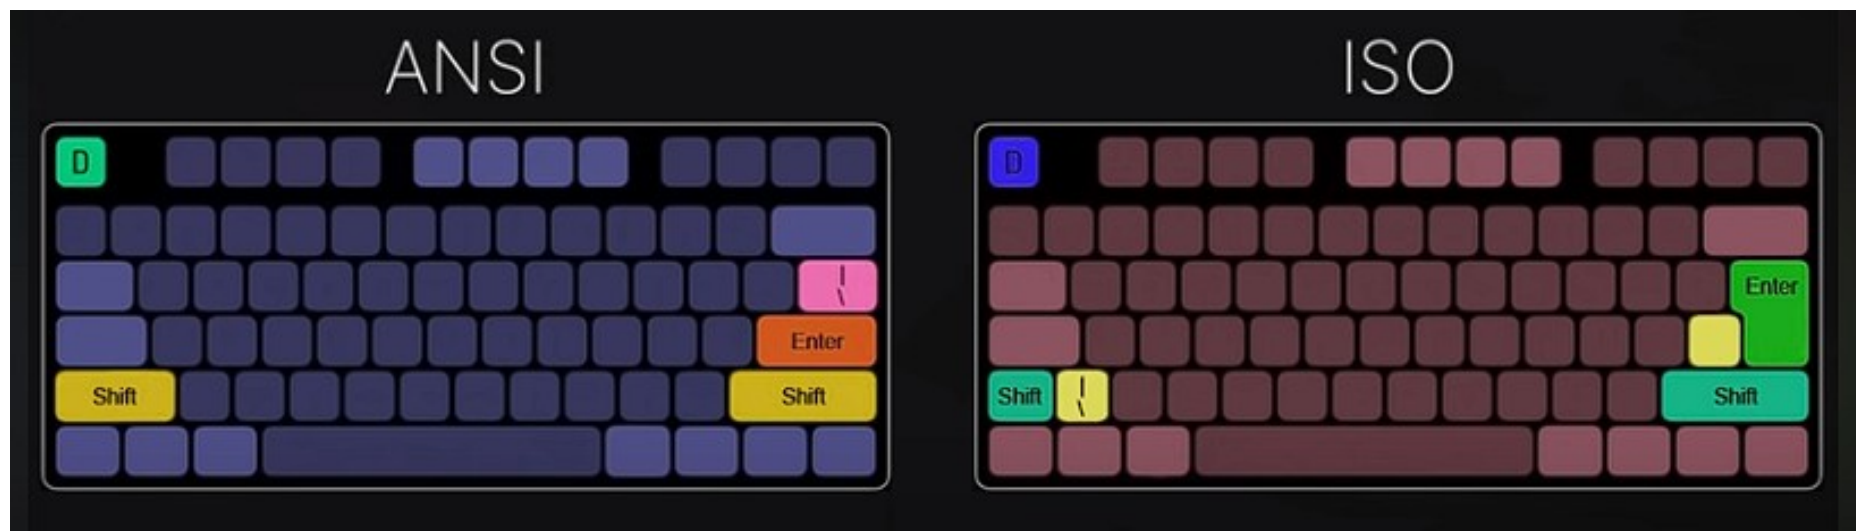 ANSI
D
|
\
Enter
Shift Shift
ISO
D
Enter
Shift | Shift
\